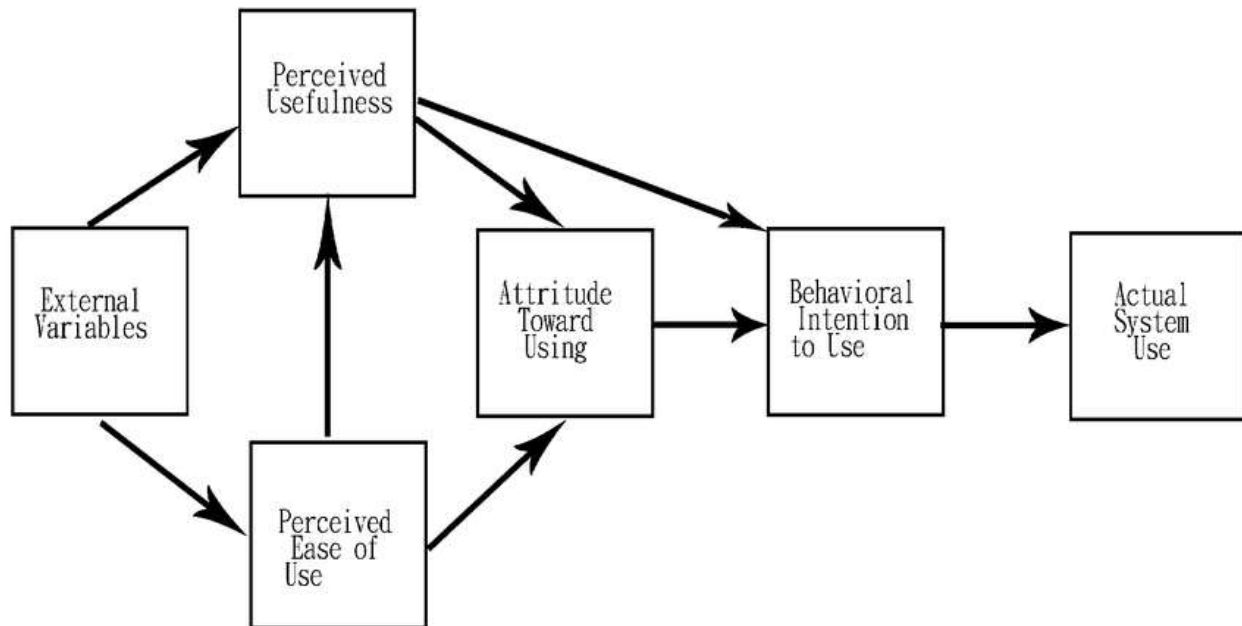 Perceived
Usefulness
External
Variables
Attritude
Toward
Using
Behavioral
Intention
to Use
Actual
System
Use
Perceived
Ease of
Use